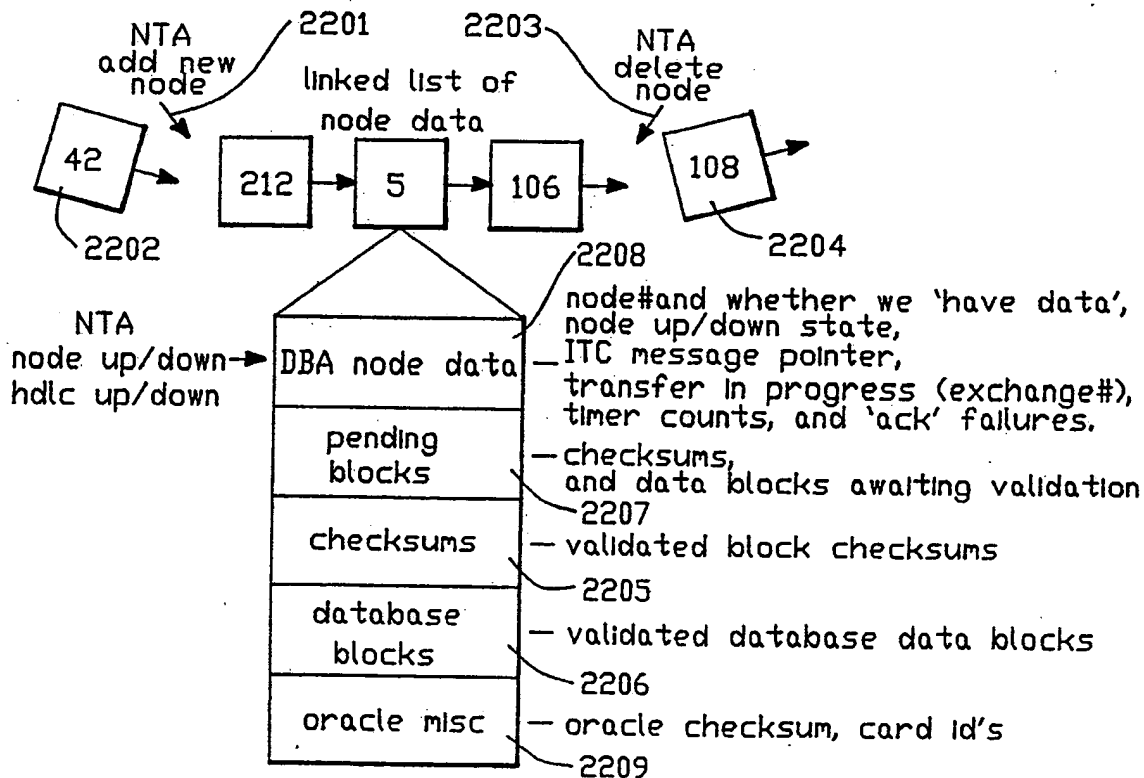 NTA
add new
node
2201
linked list of
node data
2203
NTA
delete
node
42
212
5
106
108
2202
2204
2208
NTA
node up/down
hdlc up/down
DBA node data
node#and whether we 'have data',
node up/down state,
ITC message pointer,
transfer in progress (exchange#),
timer counts, and 'ack' failures.
pending
blocks
checksums,
and data blocks awaiting validation
2207
checksums
validated block checksums
2205
database
blocks
validated database data blocks
2206
oracle misc
oracle checksum, card id's
2209